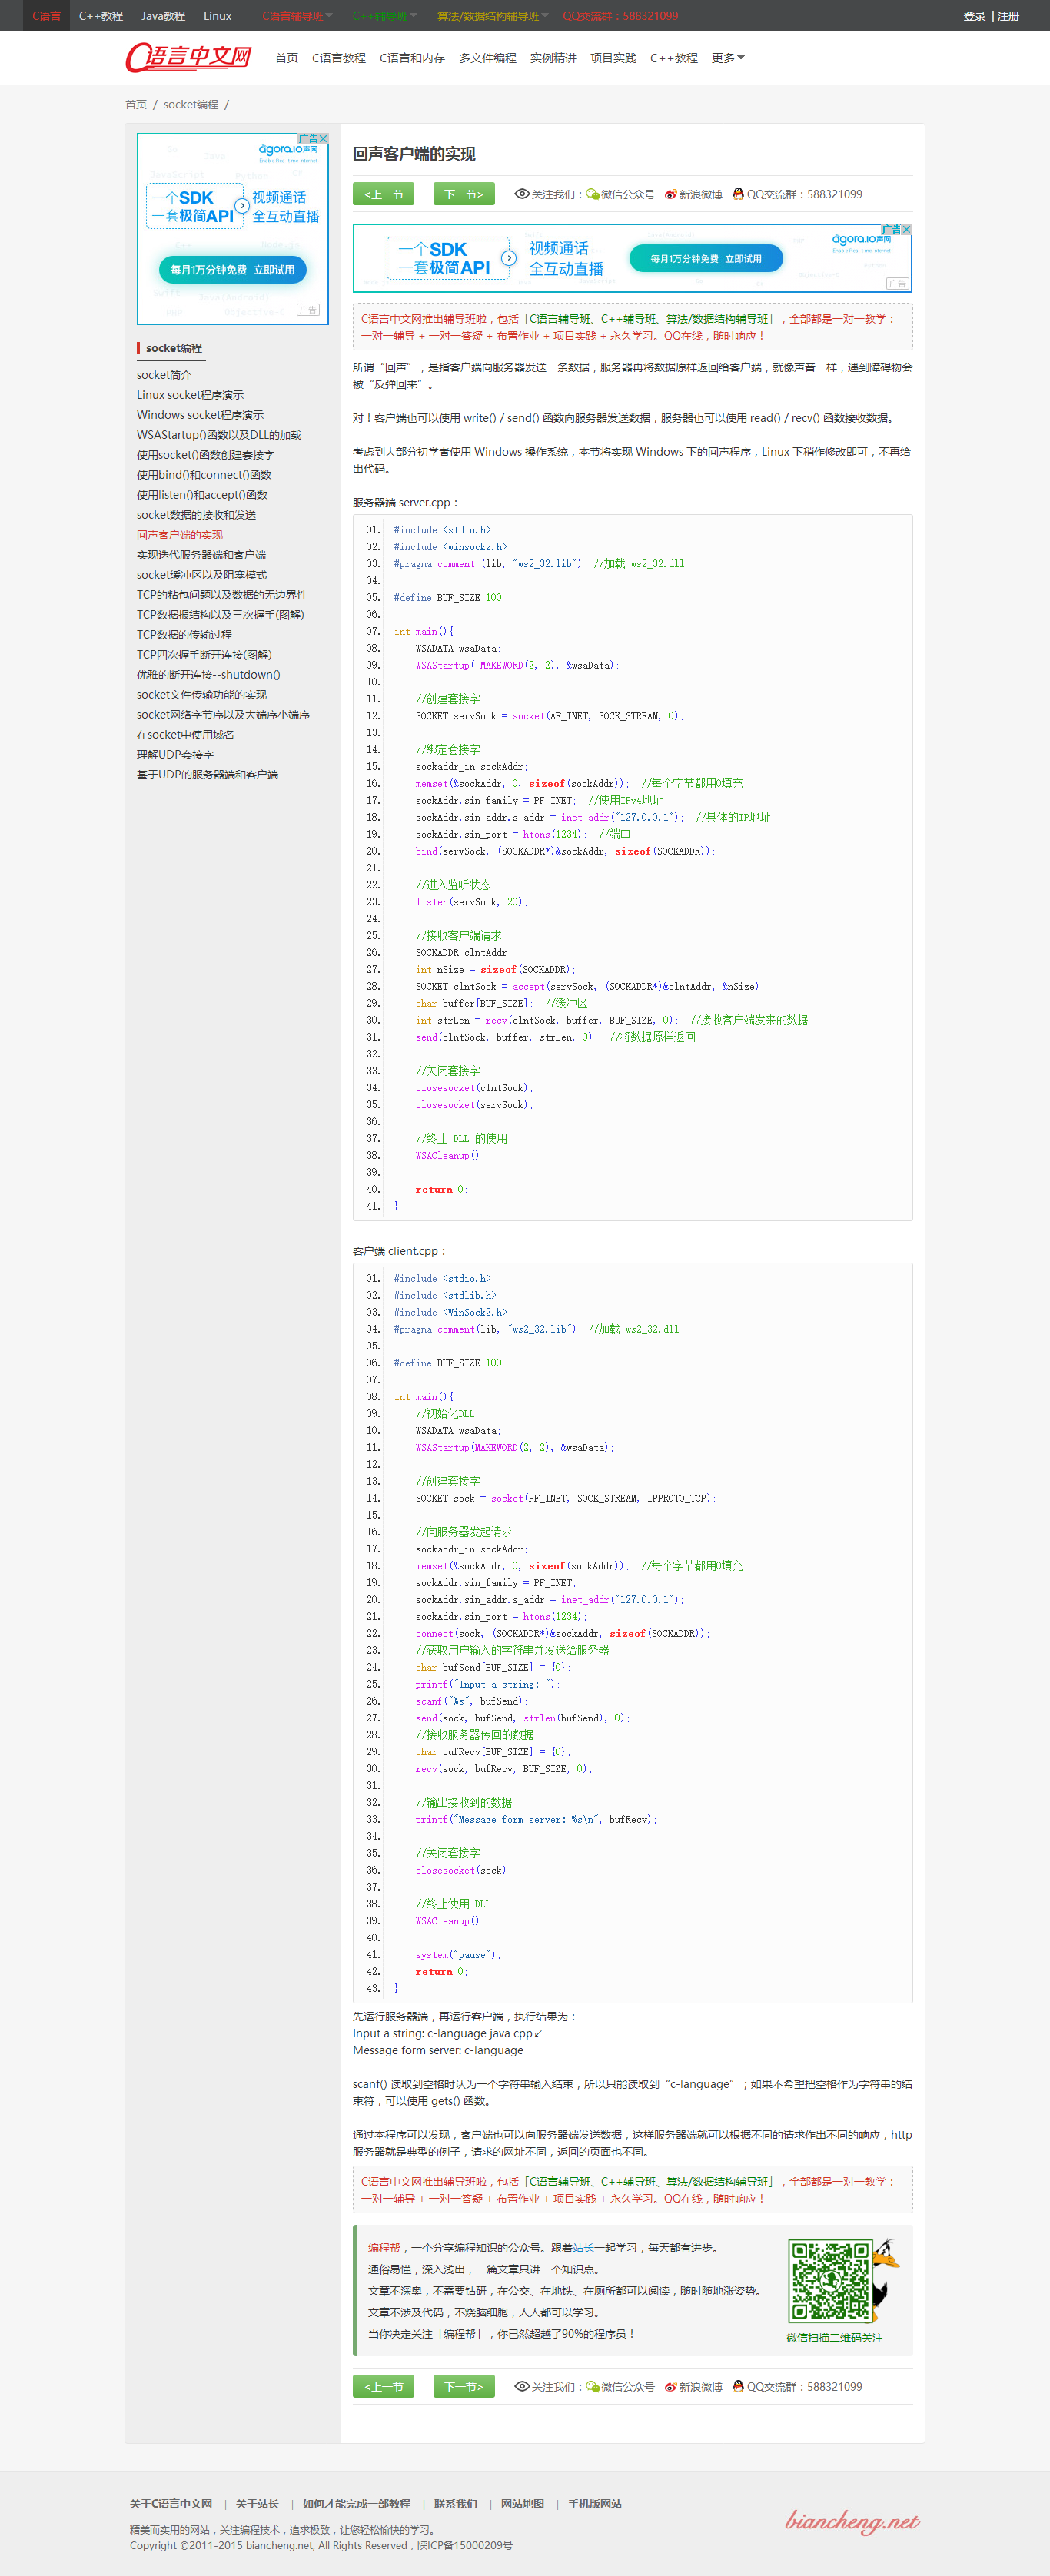 C语言 C++教程 Java教程 Linux C语言辅导班 C++辅导班 算法/数据结构辅导班 QQ交流群：588321099 登录 | 注册
C语言中文网 首页 C语言教程 C语言和内存 多文件编程 实例精讲 项目实践 C++教程 更多
首页 / socket编程 /
广告
agora.io 声网
一个SDK
一套极简API
视频通话
全互动直播
每月1万分钟免费 立即试用
广告
socket编程
socket简介
Linux socket程序演示
Windows socket程序演示
WSAStartup()函数以及DLL的加载
使用socket()函数创建套接字
使用bind()和connect()函数
使用listen()和accept()函数
socket数据的接收和发送
回声客户端的实现
实现迭代服务器端和客户端
socket缓冲区以及阻塞模式
TCP的粘包问题以及数据的无边界性
TCP数据报结构以及三次握手(图解)
TCP数据的传输过程
TCP四次握手断开连接(图解)
优雅的断开连接--shutdown()
socket文件传输功能的实现
socket网络字节序以及大端序小端序
在socket中使用域名
理解UDP套接字
基于UDP的服务器端和客户端
回声客户端的实现
<上一节 下一节> 关注我们：微信公众号 新浪微博 QQ交流群：588321099
广告
一个SDK
一套极简API
视频通话
全互动直播
每月1万分钟免费 立即试用
agora.io 声网
广告
C语言中文网推出辅导班啦，包括「C语言辅导班、C++辅导班、算法/数据结构辅导班」，全部都是一对一教学：
一对一辅导 + 一对一答疑 + 布置作业 + 项目实践 + 永久学习。QQ在线，随时响应！
所谓“回声”，是指客户端向服务器发送一条数据，服务器再将数据原样返回给客户端，就像声音一样，遇到障碍物会
被“反弹回来”。
对！客户端也可以使用 write() / send() 函数向服务器发送数据，服务器也可以使用 read() / recv() 函数接收数据。
考虑到大部分初学者使用 Windows 操作系统，本节将实现 Windows 下的回声程序，Linux 下稍作修改即可，不再给
出代码。
服务器端 server.cpp：
01. #include <stdio.h>
02. #include <winsock2.h>
03. #pragma comment (lib, "ws2_32.lib")  //加载 ws2_32.dll
04.
05. #define BUF_SIZE 100
06.
07. int main(){
08.     WSADATA wsaData;
09.     WSAStartup( MAKEWORD(2, 2), &wsaData);
10.
11.     //创建套接字
12.     SOCKET servSock = socket(AF_INET, SOCK_STREAM, 0);
13.
14.     //绑定套接字
15.     sockaddr_in sockAddr;
16.     memset(&sockAddr, 0, sizeof(sockAddr));  //每个字节都用0填充
17.     sockAddr.sin_family = PF_INET;  //使用IPv4地址
18.     sockAddr.sin_addr.s_addr = inet_addr("127.0.0.1");  //具体的IP地址
19.     sockAddr.sin_port = htons(1234);  //端口
20.     bind(servSock, (SOCKADDR*)&sockAddr, sizeof(SOCKADDR));
21.
22.     //进入监听状态
23.     listen(servSock, 20);
24.
25.     //接收客户端请求
26.     SOCKADDR clntAddr;
27.     int nSize = sizeof(SOCKADDR);
28.     SOCKET clntSock = accept(servSock, (SOCKADDR*)&clntAddr, &nSize);
29.     char buffer[BUF_SIZE];  //缓冲区
30.     int strLen = recv(clntSock, buffer, BUF_SIZE, 0);  //接收客户端发来的数据
31.     send(clntSock, buffer, strLen, 0);  //将数据原样返回
32.
33.     //关闭套接字
34.     closesocket(clntSock);
35.     closesocket(servSock);
36.
37.     //终止 DLL 的使用
38.     WSACleanup();
39.
40.     return 0;
41. }
客户端 client.cpp：
01. #include <stdio.h>
02. #include <stdlib.h>
03. #include <WinSock2.h>
04. #pragma comment(lib, "ws2_32.lib")  //加载 ws2_32.dll
05.
06. #define BUF_SIZE 100
07.
08. int main(){
09.     //初始化DLL
10.     WSADATA wsaData;
11.     WSAStartup(MAKEWORD(2, 2), &wsaData);
12.
13.     //创建套接字
14.     SOCKET sock = socket(PF_INET, SOCK_STREAM, IPPROTO_TCP);
15.
16.     //向服务器发起请求
17.     sockaddr_in sockAddr;
18.     memset(&sockAddr, 0, sizeof(sockAddr));  //每个字节都用0填充
19.     sockAddr.sin_family = PF_INET;
20.     sockAddr.sin_addr.s_addr = inet_addr("127.0.0.1");
21.     sockAddr.sin_port = htons(1234);
22.     connect(sock, (SOCKADDR*)&sockAddr, sizeof(SOCKADDR));
23.     //获取用户输入的字符串并发送给服务器
24.     char bufSend[BUF_SIZE] = {0};
25.     printf("Input a string: ");
26.     scanf("%s", bufSend);
27.     send(sock, bufSend, strlen(bufSend), 0);
28.     //接收服务器传回的数据
29.     char bufRecv[BUF_SIZE] = {0};
30.     recv(sock, bufRecv, BUF_SIZE, 0);
31.
32.     //输出接收到的数据
33.     printf("Message form server: %s\n", bufRecv);
34.
35.     //关闭套接字
36.     closesocket(sock);
37.
38.     //终止使用 DLL
39.     WSACleanup();
40.
41.     system("pause");
42.     return 0;
43. }
先运行服务器端，再运行客户端，执行结果为：
Input a string: c-language java cpp↙
Message form server: c-language
scanf() 读取到空格时认为一个字符串输入结束，所以只能读取到“c-language”；如果不希望把空格作为字符串的结
束符，可以使用 gets() 函数。
通过本程序可以发现，客户端也可以向服务器端发送数据，这样服务器端就可以根据不同的请求作出不同的响应，http
服务器就是典型的例子，请求的网址不同，返回的页面也不同。
C语言中文网推出辅导班啦，包括「C语言辅导班、C++辅导班、算法/数据结构辅导班」，全部都是一对一教学：
一对一辅导 + 一对一答疑 + 布置作业 + 项目实践 + 永久学习。QQ在线，随时响应！
编程帮，一个分享编程知识的公众号。跟着站长一起学习，每天都有进步。
通俗易懂，深入浅出，一篇文章只讲一个知识点。
文章不深奥，不需要钻研，在公交、在地铁、在厕所都可以阅读，随时随地涨姿势。
文章不涉及代码，不烧脑细胞，人人都可以学习。
当你决定关注「编程帮」，你已然超越了90%的程序员！
微信扫描二维码关注
<上一节 下一节> 关注我们：微信公众号 新浪微博 QQ交流群：588321099
关于C语言中文网 | 关于站长 | 如何才能完成一部教程 | 联系我们 | 网站地图 | 手机版网站
精美而实用的网站，关注编程技术，追求极致，让您轻松愉快的学习。
Copyright ©2011-2015 biancheng.net, All Rights Reserved，陕ICP备15000209号
biancheng.net